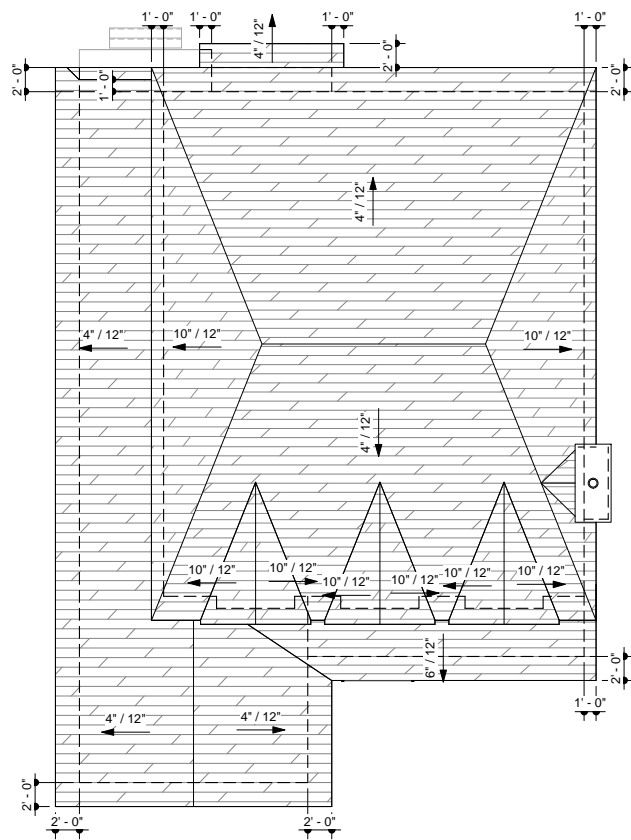 1' - 0"
1' - 0"
1' - 0"
1' - 0"
4" / 12"
2' - 0"
2' - 0"
1' - 0"
2' - 0"
4" / 12"
4" / 12"
10" / 12"
10" / 12"
4" / 12"
10" / 12"
10" / 12"
10" / 12"
10" / 12"
10" / 12"
10" / 12"
6" / 12"
2' - 0"
1' - 0"
4" / 12"
4" / 12"
2' - 0"
2' - 0"
2' - 0"